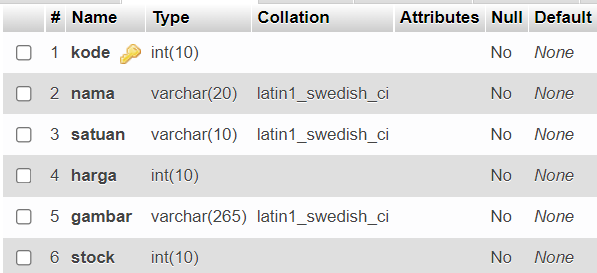 # Name Type Collation Attributes Null Default
1 kode int(10) No None
2 nama varchar(20) latin1_swedish_ci No None
3 satuan varchar(10) latin1_swedish_ci No None
4 harga int(10) No None
5 gambar varchar(265) latin1_swedish_ci No None
6 stock int(10) No None